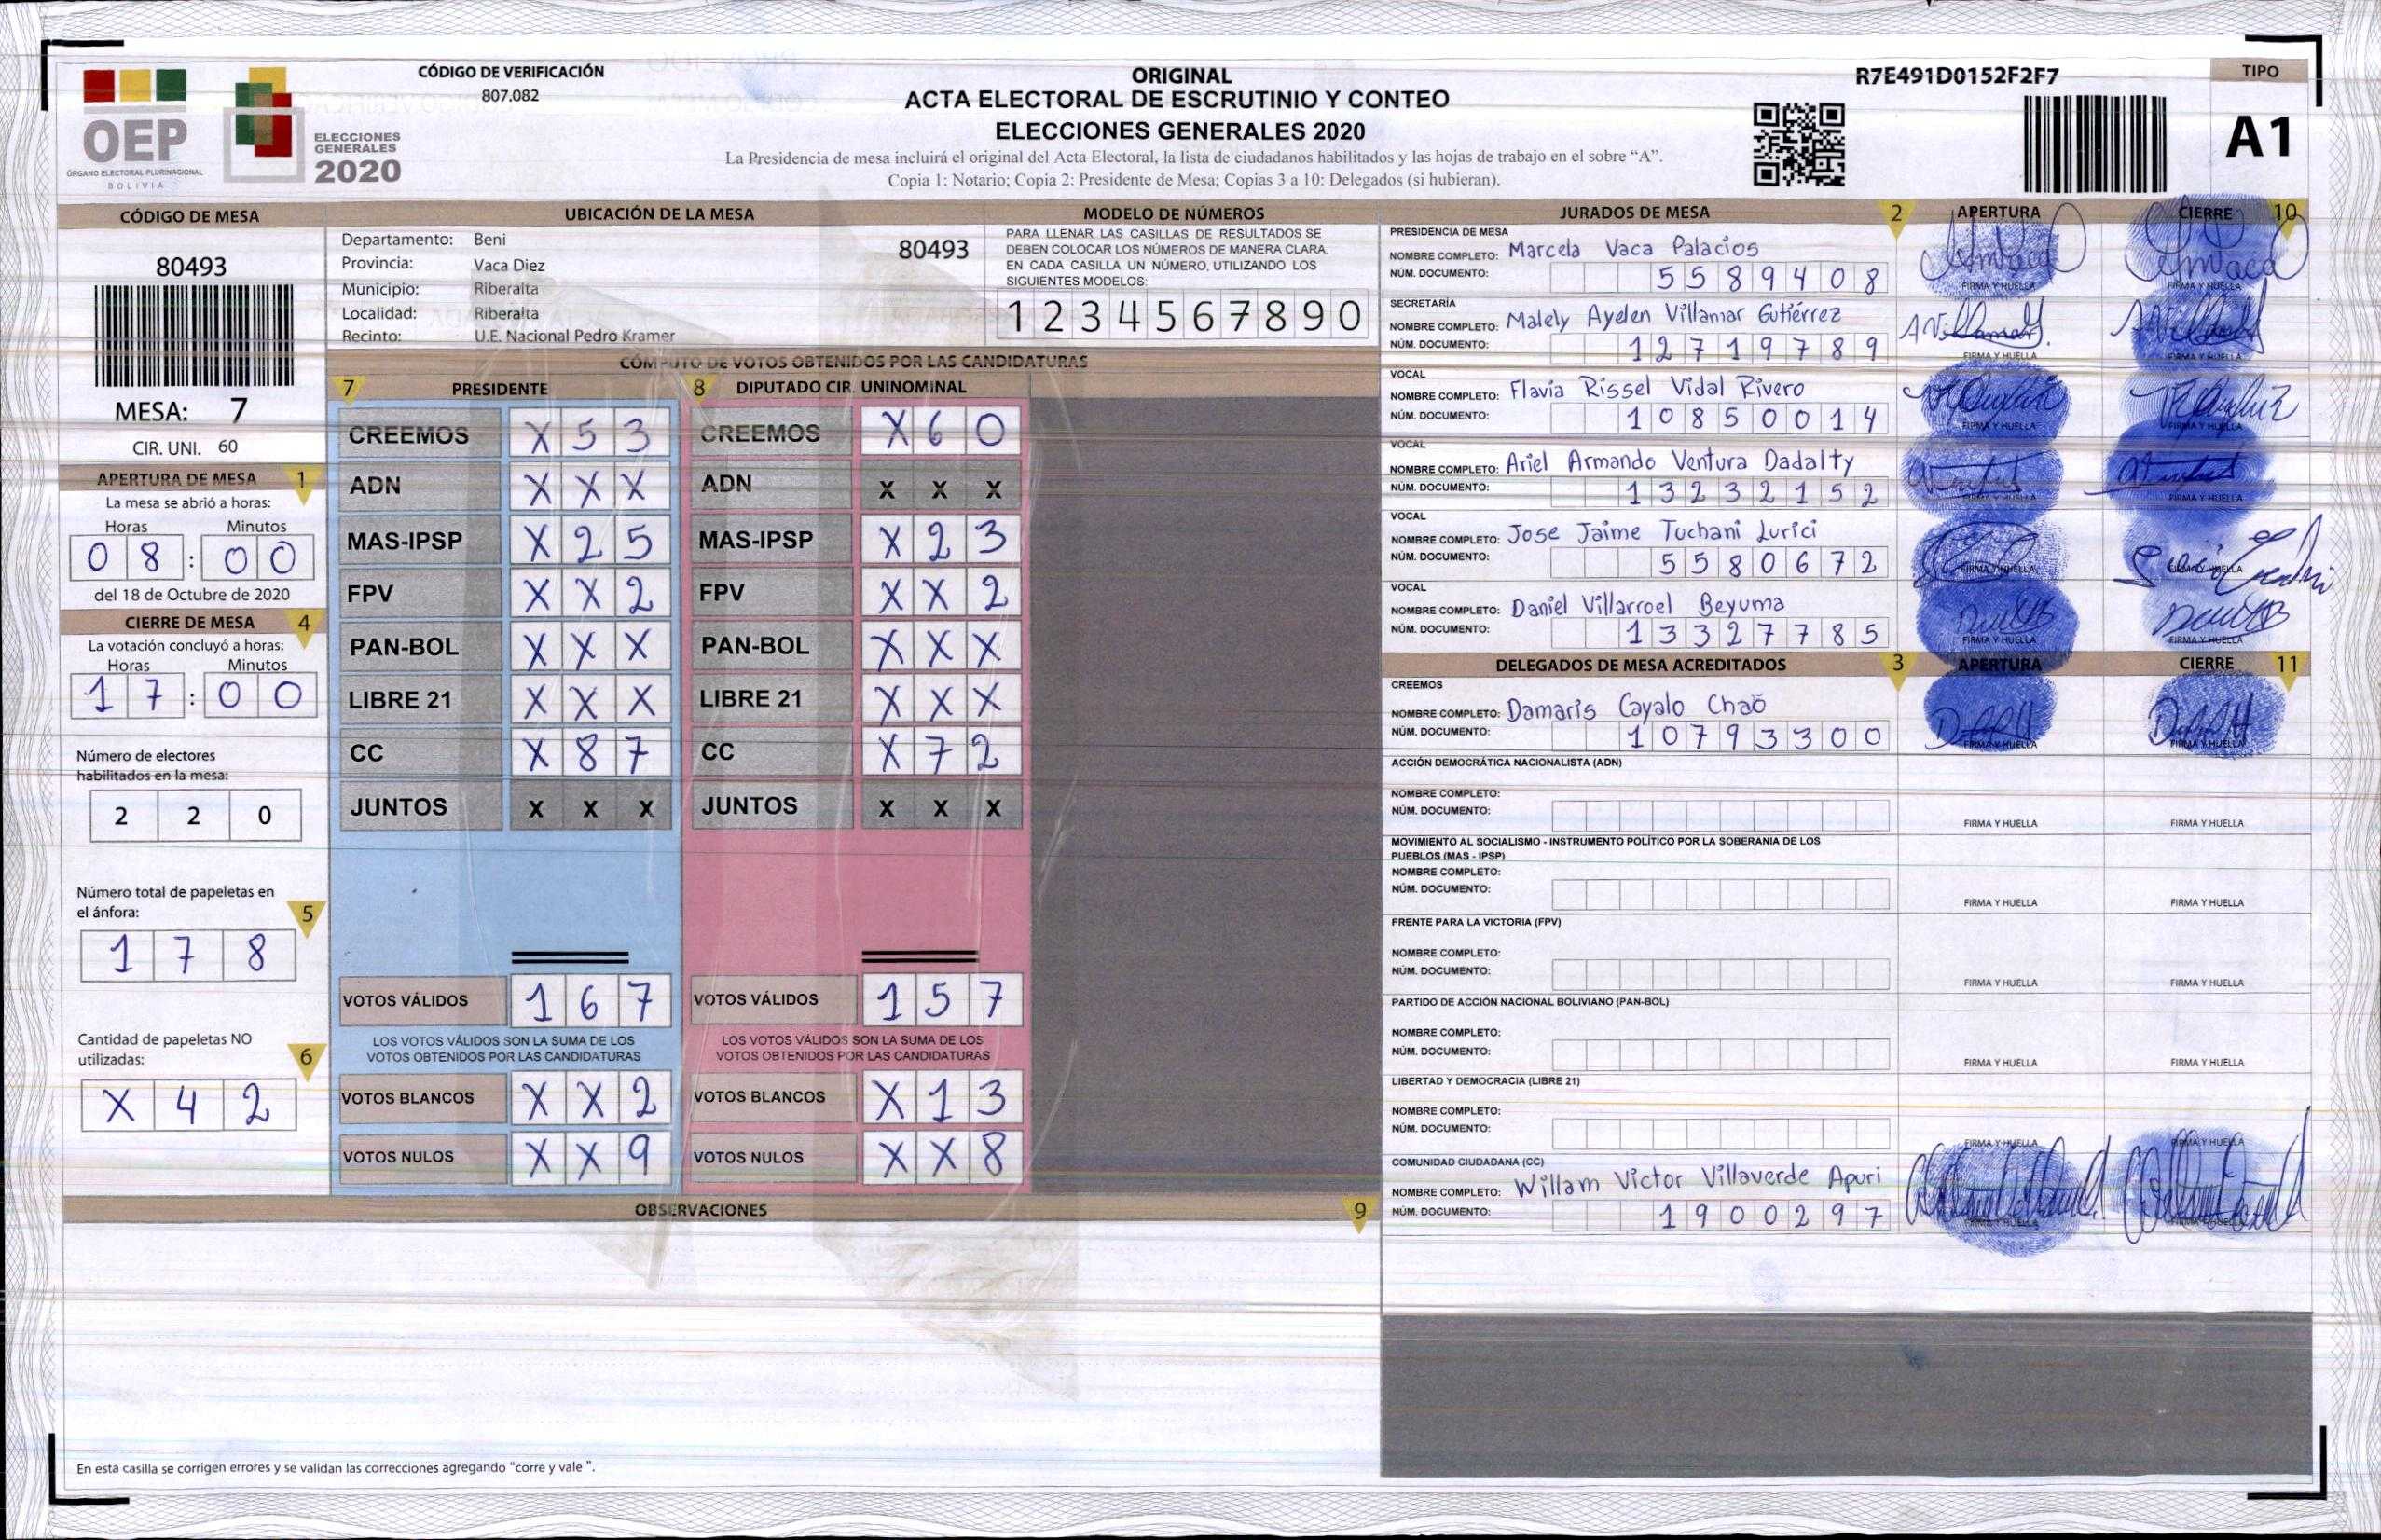 CÓDIGO DE VERIFICACIÓN
807.082
OEP
ÓRGANO ELECTORAL PLURINACIONAL
BOLIVIA
ELECCIONES
GENERALES
2020
ORIGINAL
ACTA ELECTORAL DE ESCRUTINIO Y CONTEO
ELECCIONES GENERALES 2020
La Presidencia de mesa incluirá el original del Acta Electoral, la lista de ciudadanos habilitados y las hojas de trabajo en el sobre “A”.
Copia 1: Notario; Copia 2: Presidente de Mesa; Copias 3 a 10: Delegados (si hubieran).
R7E491D0152F2F7
TIPO
A1
CÓDIGO DE MESA
80493
MESA: 7
CIR. UNI. 60
APERTURA DE MESA 1
La mesa se abrió a horas:
Horas Minutos
0 8 : 0 0
del 18 de Octubre de 2020
CIERRE DE MESA 4
La votación concluyó a horas:
Horas Minutos
1 7 : 0 0
Número de electores
habilitados en la mesa:
2 2 0
Número total de papeletas en
el ánfora: 5
1 7 8
Cantidad de papeletas NO
utilizadas: 6
X 4 2
UBICACIÓN DE LA MESA
Departamento: Beni
80493
Provincia: Vaca Diez
Municipio: Riberalta
Localidad: Riberalta
Recinto: U.E. Nacional Pedro Kramer
MODELO DE NÚMEROS
PARA LLENAR LAS CASILLAS DE RESULTADOS SE
DEBEN COLOCAR LOS NÚMEROS DE MANERA CLARA.
EN CADA CASILLA UN NÚMERO, UTILIZANDO LOS
SIGUIENTES MODELOS:
1 2 3 4 5 6 7 8 9 0
CÓMPUTO DE VOTOS OBTENIDOS POR LAS CANDIDATURAS
7 PRESIDENTE 8 DIPUTADO CIR. UNINOMINAL
CREEMOS X 5 3 CREEMOS X 6 0
ADN X X X ADN X X X
MAS-IPSP X 2 5 MAS-IPSP X 2 3
FPV X X 2 FPV X X 2
PAN-BOL X X X PAN-BOL X X X
LIBRE 21 X X X LIBRE 21 X X X
CC X 8 7 CC X 7 2
JUNTOS X X X JUNTOS X X X
VOTOS VÁLIDOS 1 6 7 VOTOS VÁLIDOS 1 5 7
LOS VOTOS VÁLIDOS SON LA SUMA DE LOS LOS VOTOS VÁLIDOS SON LA SUMA DE LOS
VOTOS OBTENIDOS POR LAS CANDIDATURAS VOTOS OBTENIDOS POR LAS CANDIDATURAS
VOTOS BLANCOS X X 2 VOTOS BLANCOS X 1 3
VOTOS NULOS X X 9 VOTOS NULOS X X 8
OBSERVACIONES 9
En esta casilla se corrigen errores y se validan las correcciones agregando “corre y vale ”.
JURADOS DE MESA 2 APERTURA CIERRE 10
PRESIDENCIA DE MESA
NOMBRE COMPLETO: Marcela Vaca Palacios
NÚM. DOCUMENTO: 5 5 8 9 4 0 8
FIRMA Y HUELLA FIRMA Y HUELLA
SECRETARÍA
NOMBRE COMPLETO: Malely Ayelen Villamar Gutiérrez
NÚM. DOCUMENTO: 1 2 7 1 9 7 8 9
FIRMA Y HUELLA FIRMA Y HUELLA
VOCAL
NOMBRE COMPLETO: Flavia Rissel Vidal Rivero
NÚM. DOCUMENTO: 1 0 8 5 0 0 1 4
FIRMA Y HUELLA FIRMA Y HUELLA
VOCAL
NOMBRE COMPLETO: Ariel Armando Ventura Dadalty
NÚM. DOCUMENTO: 1 3 2 3 2 1 5 2
FIRMA Y HUELLA FIRMA Y HUELLA
VOCAL
NOMBRE COMPLETO: Jose Jaime Tuchani Lurici
NÚM. DOCUMENTO: 5 5 8 0 6 7 2
FIRMA Y HUELLA FIRMA Y HUELLA
VOCAL
NOMBRE COMPLETO: Daniel Villarroel Beyuma
NÚM. DOCUMENTO: 1 3 3 2 7 7 8 5
FIRMA Y HUELLA FIRMA Y HUELLA
DELEGADOS DE MESA ACREDITADOS 3 APERTURA CIERRE 11
CREEMOS
NOMBRE COMPLETO: Damaris Cayalo Chao
NÚM. DOCUMENTO: 1 0 7 9 3 3 0 0
FIRMA Y HUELLA FIRMA Y HUELLA
ACCIÓN DEMOCRÁTICA NACIONALISTA (ADN)
NOMBRE COMPLETO:
NÚM. DOCUMENTO:
FIRMA Y HUELLA FIRMA Y HUELLA
MOVIMIENTO AL SOCIALISMO - INSTRUMENTO POLÍTICO POR LA SOBERANIA DE LOS
PUEBLOS (MAS - IPSP)
NOMBRE COMPLETO:
NÚM. DOCUMENTO:
FIRMA Y HUELLA FIRMA Y HUELLA
FRENTE PARA LA VICTORIA (FPV)
NOMBRE COMPLETO:
NÚM. DOCUMENTO:
FIRMA Y HUELLA FIRMA Y HUELLA
PARTIDO DE ACCIÓN NACIONAL BOLIVIANO (PAN-BOL)
NOMBRE COMPLETO:
NÚM. DOCUMENTO:
FIRMA Y HUELLA FIRMA Y HUELLA
LIBERTAD Y DEMOCRACIA (LIBRE 21)
NOMBRE COMPLETO:
NÚM. DOCUMENTO:
FIRMA Y HUELLA FIRMA Y HUELLA
COMUNIDAD CIUDADANA (CC)
NOMBRE COMPLETO: Willam Victor Villaverde Apuri
NÚM. DOCUMENTO: 1 9 0 0 2 9 7
FIRMA Y HUELLA FIRMA Y HUELLA